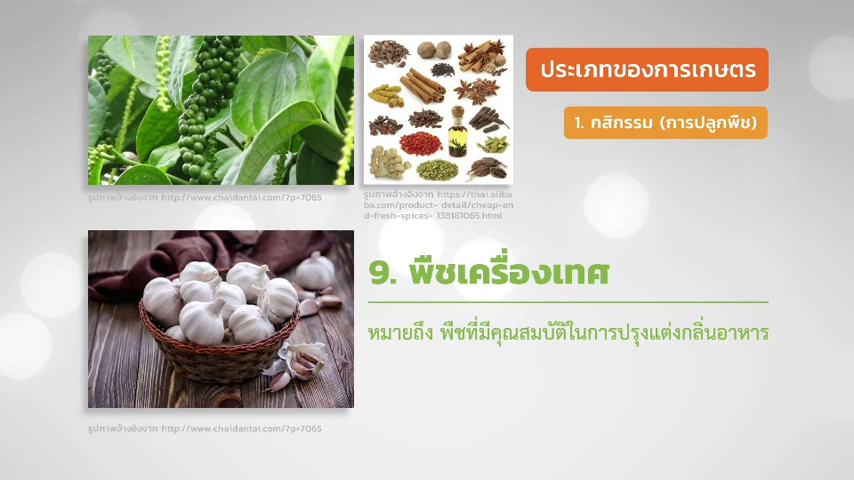 ประเภทของการเกษตร
1. กสิกรรม (การปลูกพืช)
รูปภาพอ้างอิงจาก http://www.chaidantai.com/?p=7065
รูปภาพอ้างอิงจาก https://thai.aliba
ba.com/product- detail/cheap-an
d-fresh-spices- 138181065.html
9. พืชเครื่องเทศ
หมายถึง พืชที่มีคุณสมบัติในการปรุงแต่งกลิ่นอาหาร
รูปภาพอ้างอิงจาก http://www.chaidantai.com/?p=7065